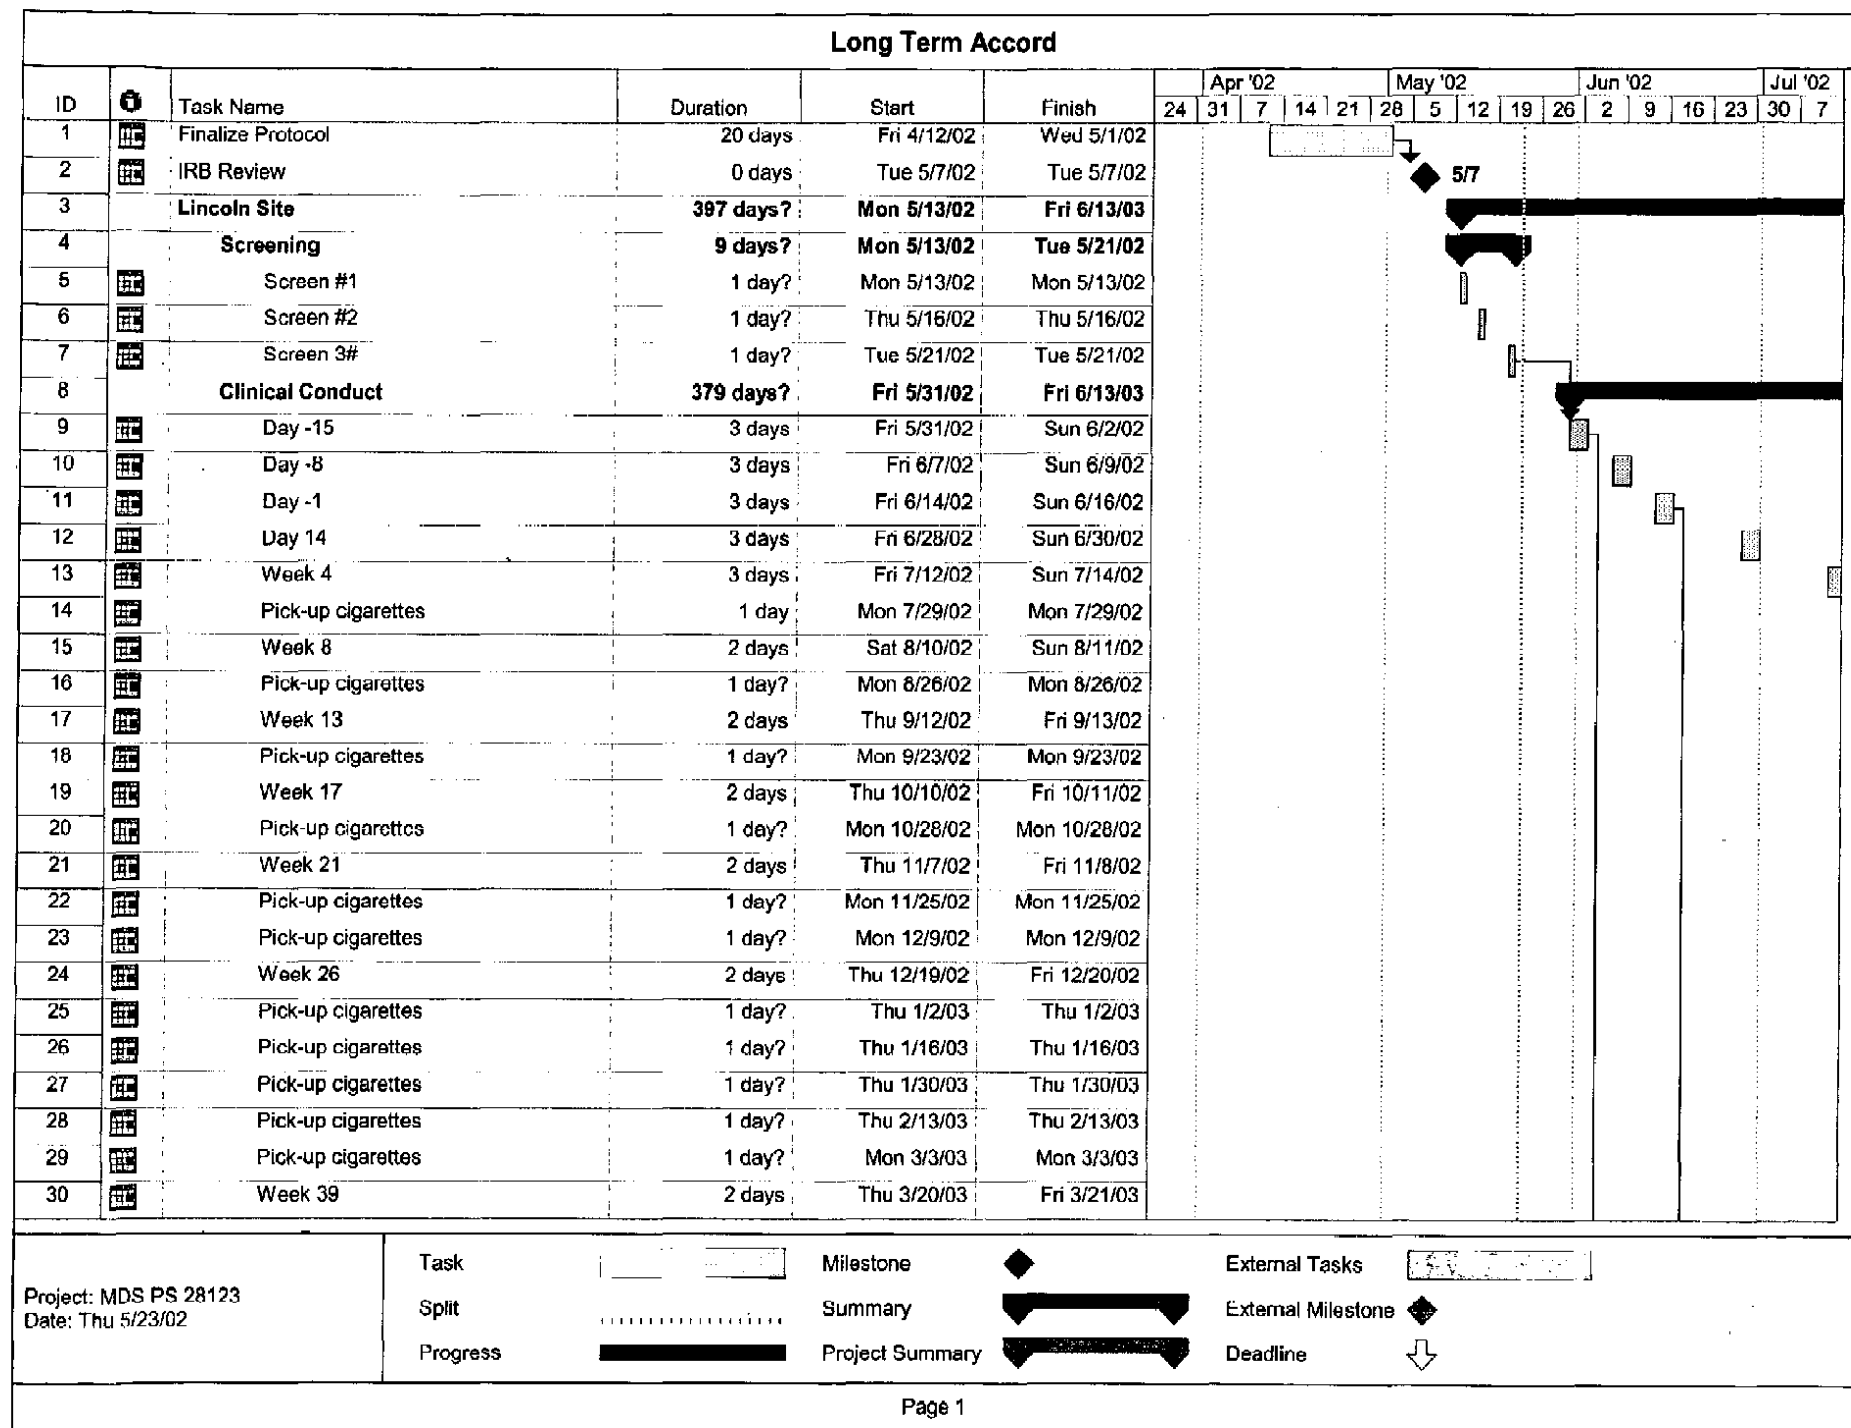 Long Term Accord
Apr '02 May '02 Jun '02 Jul '02
ID Task Name Duration Start Finish 24 31 7 14 21 28 5 12 19 26 2 9 16 23 30 7
1 Finalize Protocol 20 days Fri 4/12/02 Wed 5/1/02
2 IRB Review 0 days Tue 5/7/02 Tue 5/7/02 5/7
3 Lincoln Site 397 days? Mon 5/13/02 Fri 6/13/03
4 Screening 9 days? Mon 5/13/02 Tue 5/21/02
5 Screen #1 1 day? Mon 5/13/02 Mon 5/13/02
6 Screen #2 1 day? Thu 5/16/02 Thu 5/16/02
7 Screen 3# 1 day? Tue 5/21/02 Tue 5/21/02
8 Clinical Conduct 379 days? Fri 5/31/02 Fri 6/13/03
9 Day -15 3 days Fri 5/31/02 Sun 6/2/02
10 Day -8 3 days Fri 6/7/02 Sun 6/9/02
11 Day -1 3 days Fri 6/14/02 Sun 6/16/02
12 Day 14 3 days Fri 6/28/02 Sun 6/30/02
13 Week 4 3 days Fri 7/12/02 Sun 7/14/02
14 Pick-up cigarettes 1 day Mon 7/29/02 Mon 7/29/02
15 Week 8 2 days Sat 8/10/02 Sun 8/11/02
16 Pick-up cigarettes 1 day? Mon 8/26/02 Mon 8/26/02
17 Week 13 2 days Thu 9/12/02 Fri 9/13/02
18 Pick-up cigarettes 1 day? Mon 9/23/02 Mon 9/23/02
19 Week 17 2 days Thu 10/10/02 Fri 10/11/02
20 Pick-up cigarettes 1 day? Mon 10/28/02 Mon 10/28/02
21 Week 21 2 days Thu 11/7/02 Fri 11/8/02
22 Pick-up cigarettes 1 day? Mon 11/25/02 Mon 11/25/02
23 Pick-up cigarettes 1 day? Mon 12/9/02 Mon 12/9/02
24 Week 26 2 days Thu 12/19/02 Fri 12/20/02
25 Pick-up cigarettes 1 day? Thu 1/2/03 Thu 1/2/03
26 Pick-up cigarettes 1 day? Thu 1/16/03 Thu 1/16/03
27 Pick-up cigarettes 1 day? Thu 1/30/03 Thu 1/30/03
28 Pick-up cigarettes 1 day? Thu 2/13/03 Thu 2/13/03
29 Pick-up cigarettes 1 day? Mon 3/3/03 Mon 3/3/03
30 Week 39 2 days Thu 3/20/03 Fri 3/21/03
Project: MDS PS 28123
Date: Thu 5/23/02
Task Milestone External Tasks
Split Summary External Milestone
Progress Project Summary Deadline
Page 1